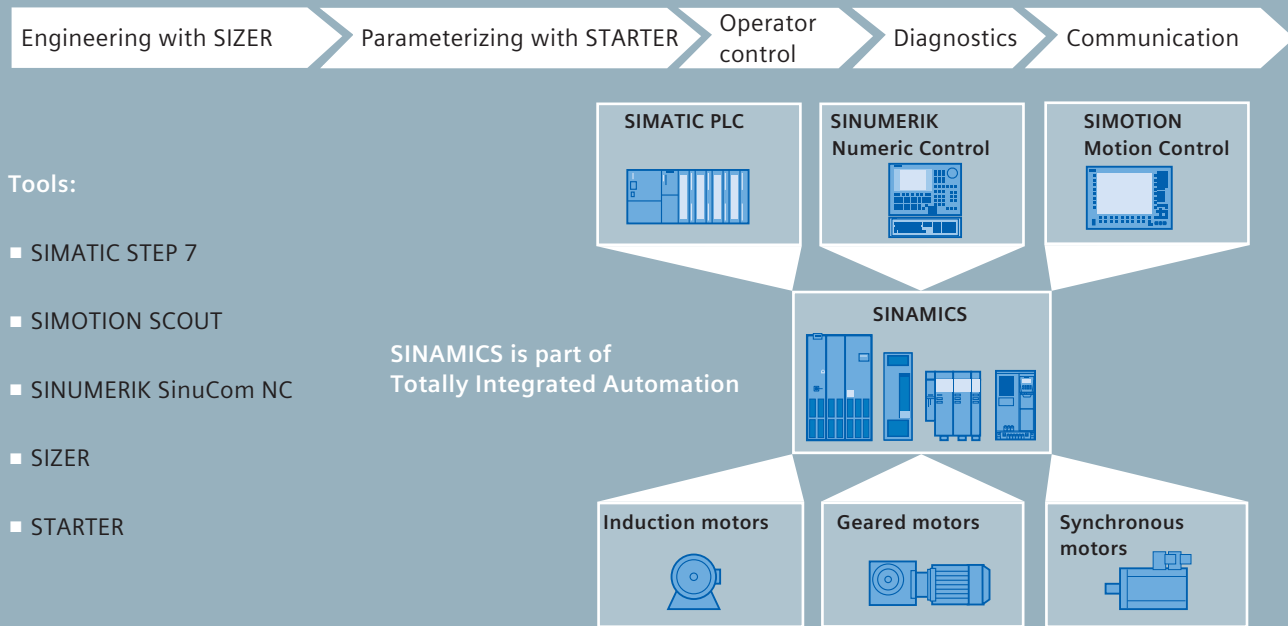 Engineering with SIZER
Parameterizing with STARTER
Operator
control
Diagnostics
Communication
SIMATIC PLC
SINUMERIK
Numeric Control
SIMOTION
Motion Control
Tools:
SIMATIC STEP 7
SIMOTION SCOUT
SINUMERIK SinuCom NC
SIZER
STARTER
SINAMICS is part of
Totally Integrated Automation
SINAMICS
Induction motors
Geared motors
Synchronous
motors